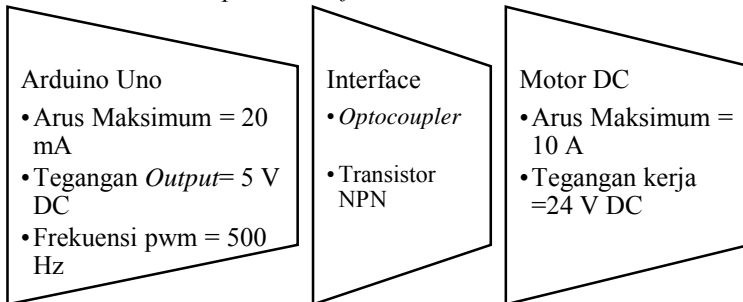 Arduino Uno
•Arus Maksimum = 20
mA
•Tegangan Output= 5 V
DC
•Frekuensi pwm = 500
Hz
Interface
•Optocoupler
•Transistor
NPN
Motor DC
•Arus Maksimum =
10 A
•Tegangan kerja
=24 V DC